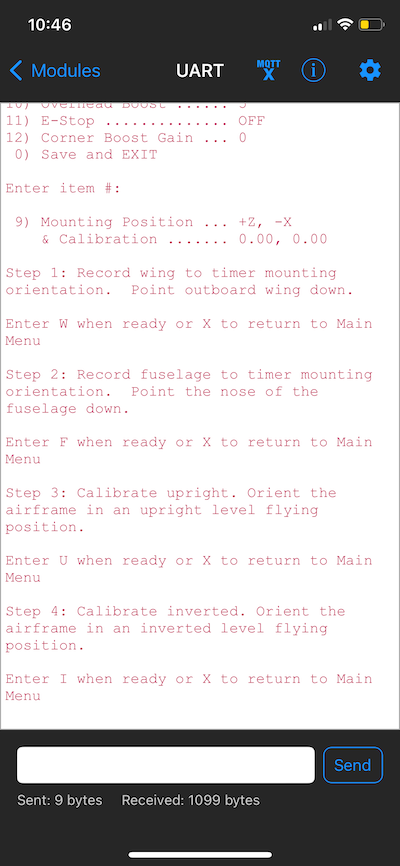 10:46
Modules
UART
MQTT
X
10) Overhead Boost ...... 5
11) E-Stop .............. OFF
12) Corner Boost Gain ... 0
0) Save and EXIT
Enter item #:
9) Mounting Position ... +Z, -X
& Calibration ....... 0.00, 0.00
Step 1: Record wing to timer mounting
orientation.  Point outboard wing down.
Enter W when ready or X to return to Main
Menu
Step 2: Record fuselage to timer mounting
orientation.  Point the nose of the
fuselage down.
Enter F when ready or X to return to Main
Menu
Step 3: Calibrate upright. Orient the
airframe in an upright level flying
position.
Enter U when ready or X to return to Main
Menu
Step 4: Calibrate inverted. Orient the
airframe in an inverted level flying
position.
Enter I when ready or X to return to Main
Menu
Send
Sent: 9 bytes
Received: 1099 bytes